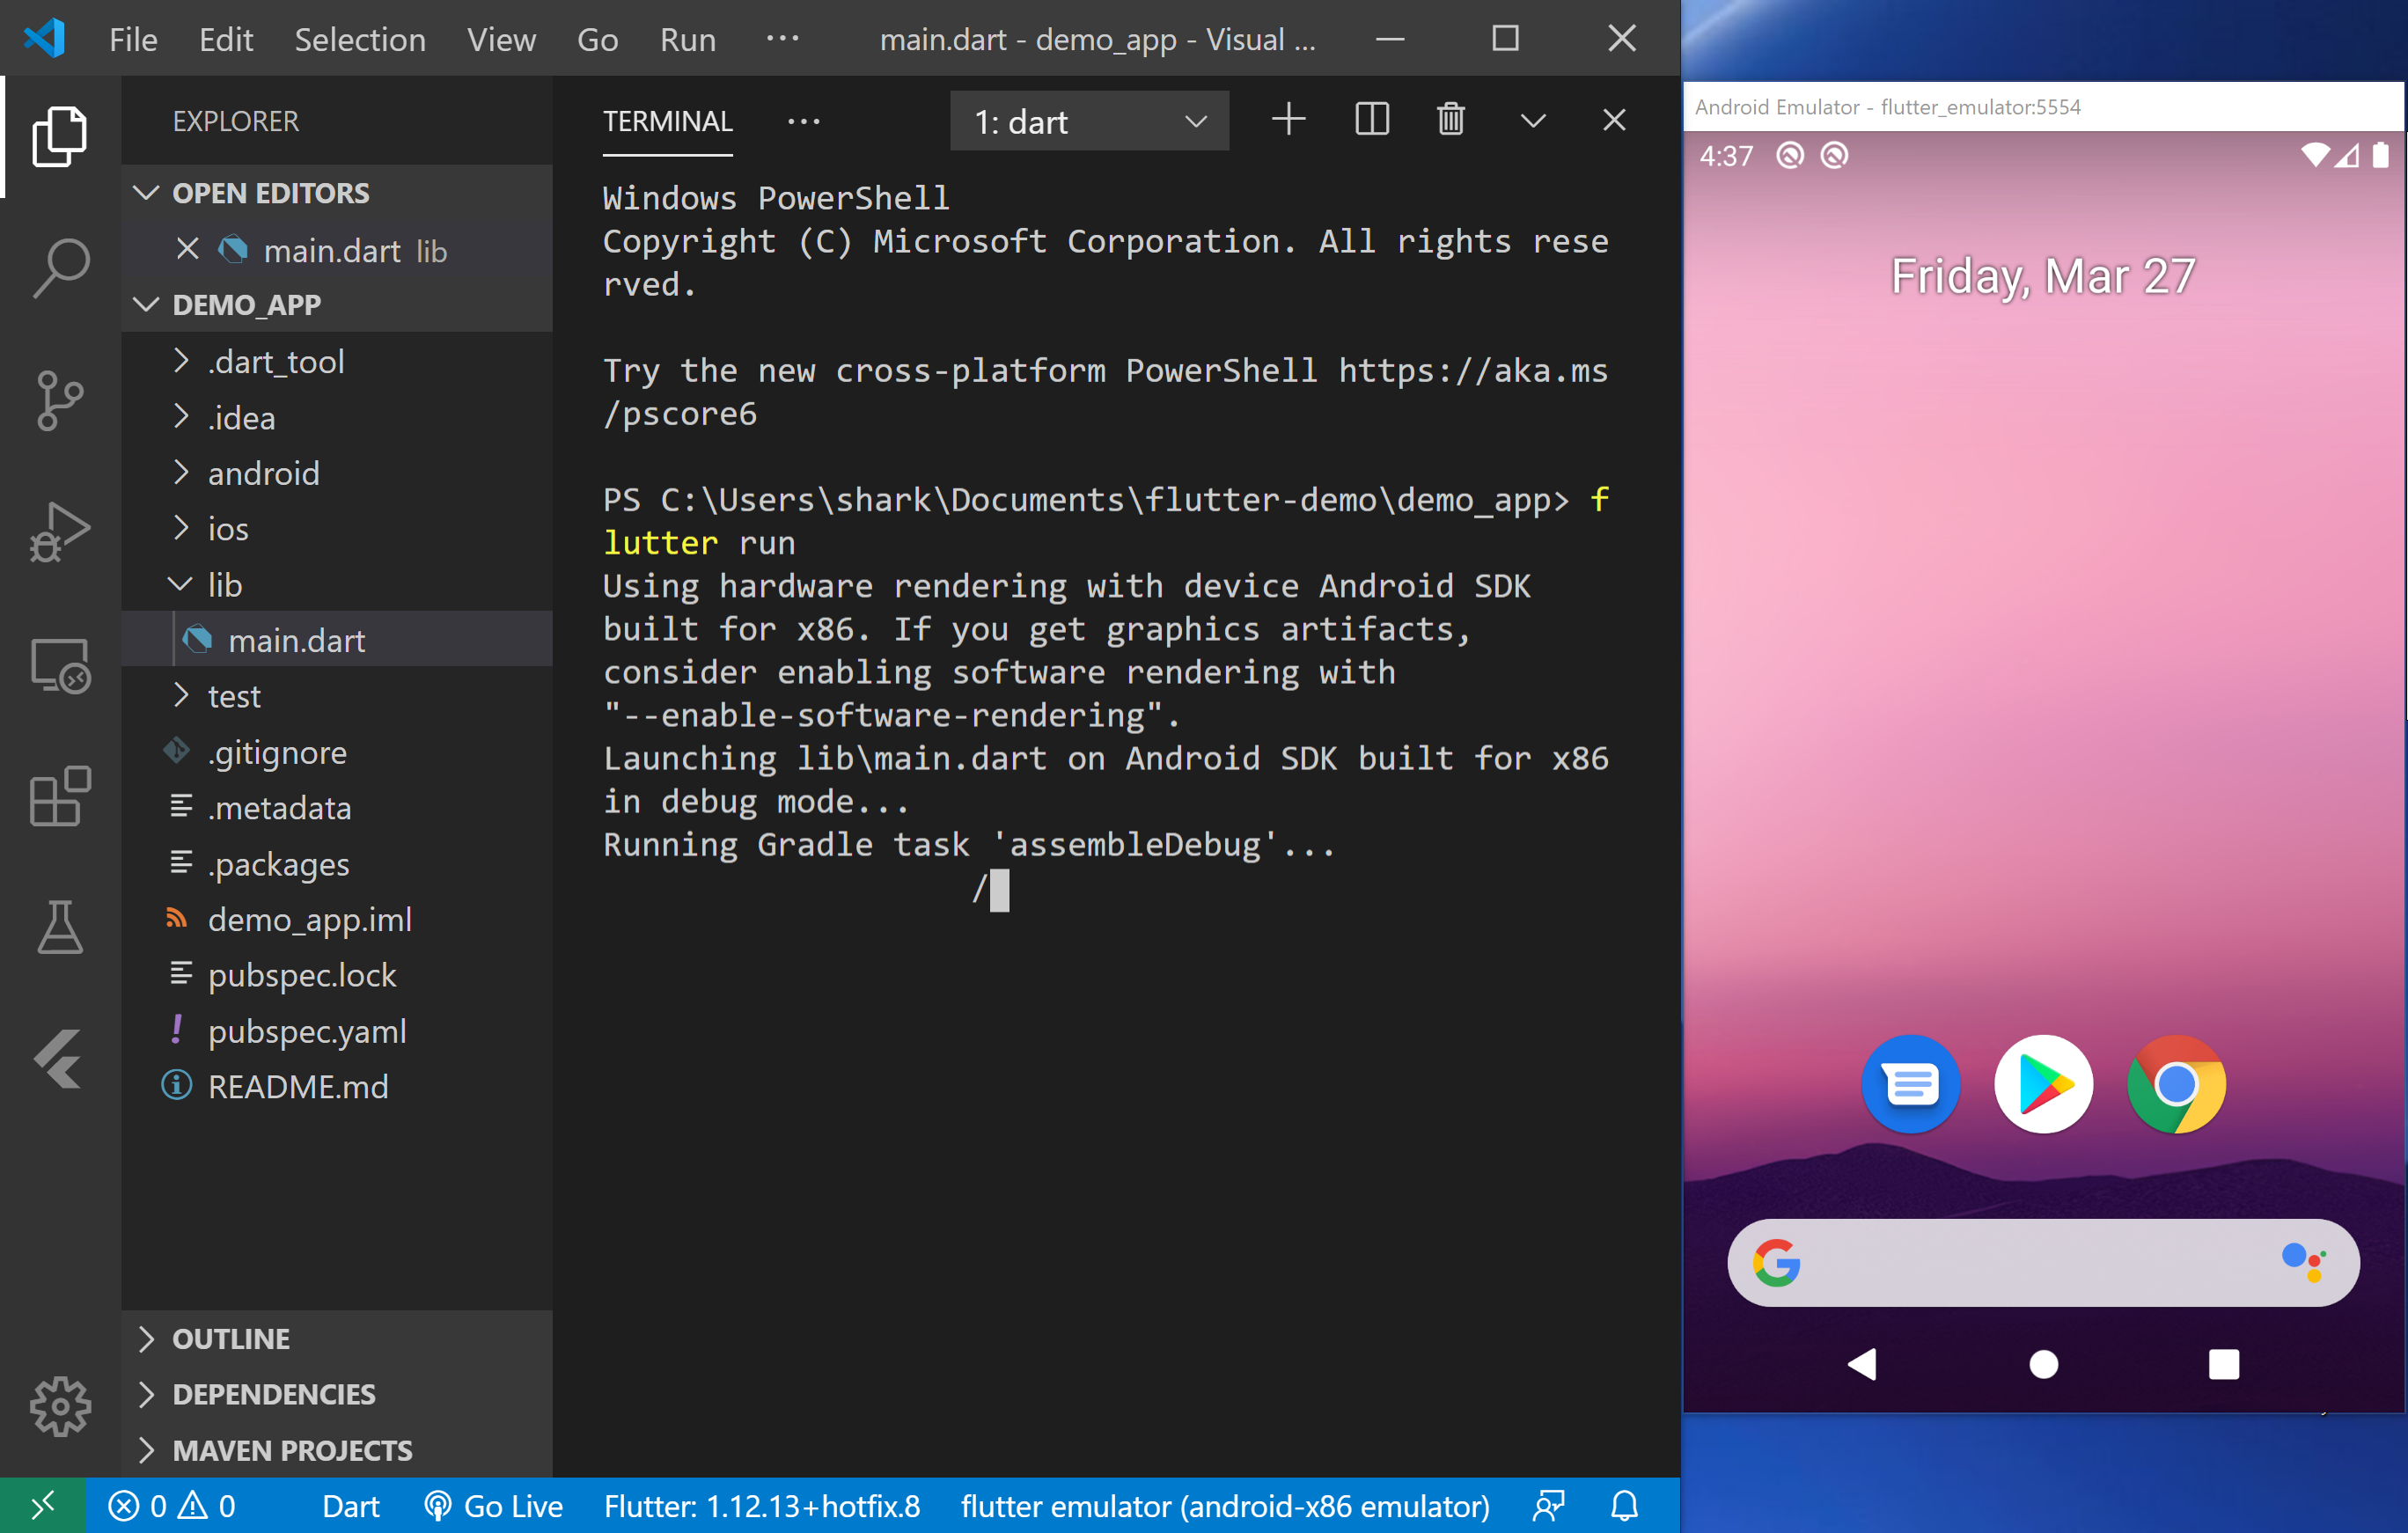 File Edit Selection View Go Run ··· main.dart - demo_app - Visual ...
EXPLORER
OPEN EDITORS
main.dart lib
DEMO_APP
.dart_tool
.idea
android
ios
lib
main.dart
test
.gitignore
.metadata
.packages
demo_app.iml
pubspec.lock
pubspec.yaml
README.md
OUTLINE
DEPENDENCIES
MAVEN PROJECTS
TERMINAL ··· 1: dart
Windows PowerShell
Copyright (C) Microsoft Corporation. All rights rese
rved.
Try the new cross-platform PowerShell https://aka.ms
/pscore6
PS C:\Users\shark\Documents\flutter-demo\demo_app> f
lutter run
Using hardware rendering with device Android SDK
built for x86. If you get graphics artifacts,
consider enabling software rendering with
"--enable-software-rendering".
Launching lib\main.dart on Android SDK built for x86
in debug mode...
Running Gradle task 'assembleDebug'...
/
0 0 Dart Go Live Flutter: 1.12.13+hotfix.8 flutter emulator (android-x86 emulator)
Android Emulator - flutter_emulator:5554
4:37
Friday, Mar 27